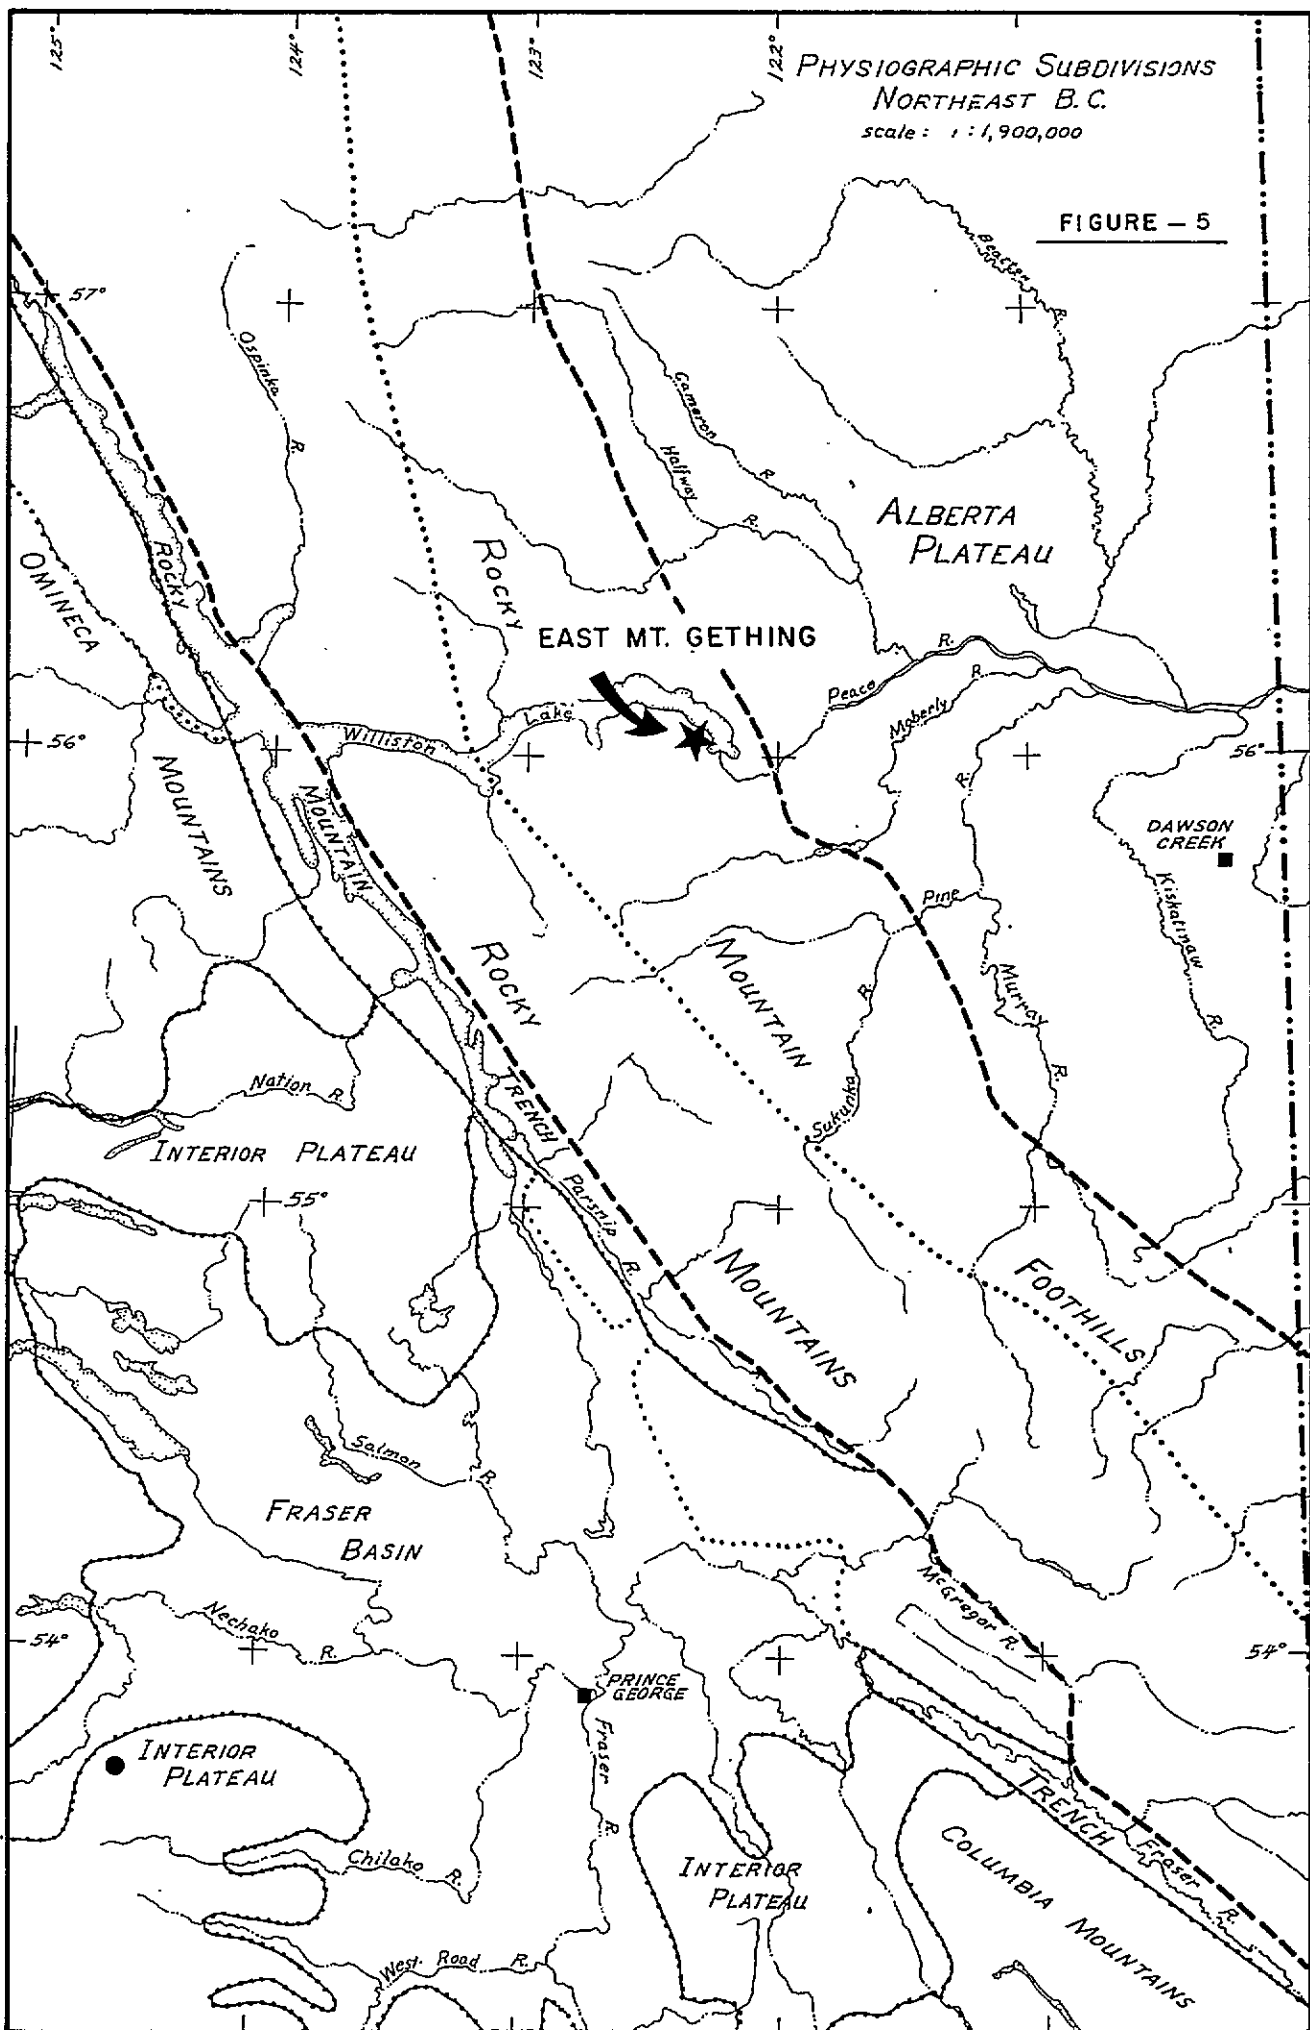 125°
124°
123°
122°
PHYSIOGRAPHIC SUBDIVISIONS
NORTHEAST B.C.
scale: 1:1,900,000
FIGURE - 5
57°
Beatton
R.
Ospinka
R.
Cameron
R.
Halfway
R.
ALBERTA
PLATEAU
ROCKY
OMINECA
ROCKY
EAST MT. GETHING
R.
Peace
Moberly
R.
Lake
Williston
56°
56°
R.
MOUNTAINS
MOUNTAIN
DAWSON
CREEK
Kiskatinaw
R.
Pine
ROCKY
MOUNTAIN
R.
Murray
R.
Nation
R.
TRENCH
Sukunka
INTERIOR PLATEAU
55°
Parsnip
R.
MOUNTAINS
FOOTHILLS
Salmon
R.
FRASER
BASIN
McGregor R.
Nechako
R.
54°
54°
PRINCE
GEORGE
Fraser
R.
INTERIOR
PLATEAU
TRENCH
Fraser
R.
Chilako
R.
INTERIOR
PLATEAU
COLUMBIA MOUNTAINS
West Road R.